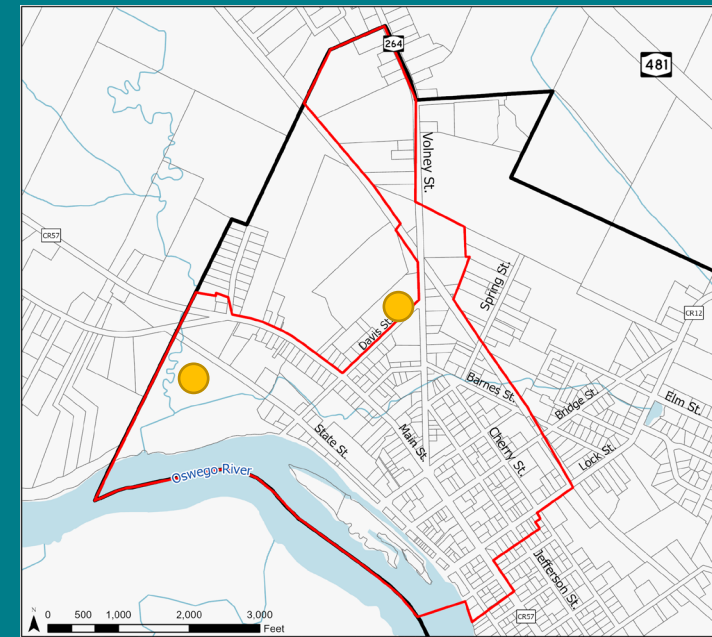 264
481
Volney St.
CR57
Spring St.
CR12
Davis St.
Barnes St.
Bridge St.
Elm St.
State St.
Main St.
Cherry St.
Lock St.
Oswego River
Jefferson St.
CR57
N
0 500 1,000 2,000 3,000
Feet